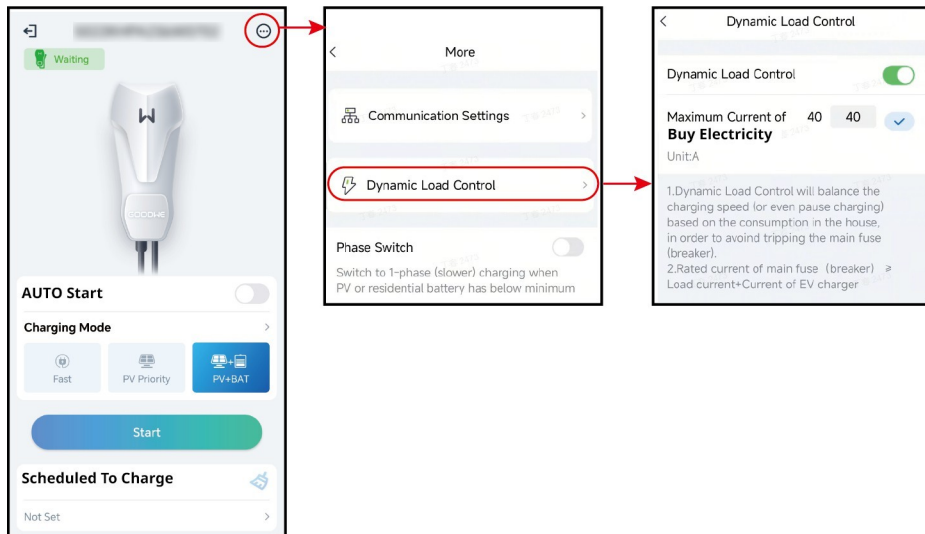 Waiting
GOODWE
AUTO Start
Charging Mode
Fast
PV Priority
PV+BAT
Start
Scheduled To Charge
Not Set
More
Communication Settings
Dynamic Load Control
Phase Switch
Switch to 1-phase (slower) charging when
PV or residential battery has below minimum
Dynamic Load Control
Dynamic Load Control
Maximum Current of 40 40
Buy Electricity
Unit:A
1.Dynamic Load Control will balance the
charging speed (or even pause charging)
based on the consumption in the house,
in order to avoind tripping the main fuse
(breaker).
2.Rated current of main fuse (breaker) ≥
Load current+Current of EV charger